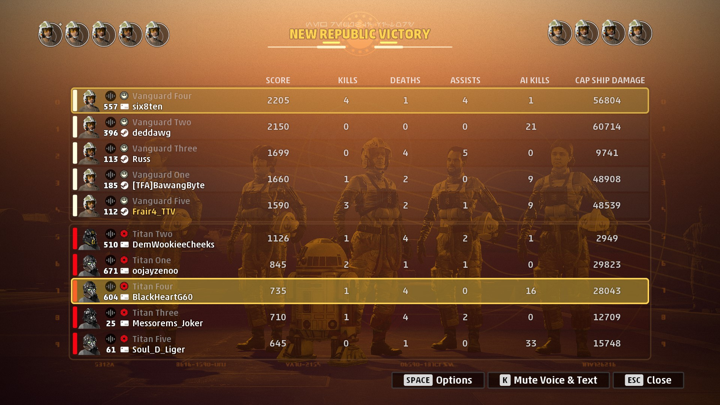 NEW REPUBLIC VICTORY
SCORE KILLS DEATHS ASSISTS AI KILLS CAP SHIP DAMAGE
Vanguard Four
557 six8ten 2205 4 1 4 1 56804
Vanguard Two
396 deddawg 2150 0 0 0 21 60714
Vanguard Three
113 Russ 1699 0 4 5 0 9741
Vanguard One
185 [TFA]BawangByte 1660 1 2 0 9 48908
Vanguard Five
112 Frair4_TTV 1590 3 2 1 9 48539
Titan Two
510 DemWookieeCheeks 1126 1 4 2 1 2949
Titan One
671 oojayzenoo 845 2 1 1 0 29823
Titan Four
604 BlackHeartG60 735 1 4 0 16 28043
Titan Three
25 Messorems_Joker 710 1 4 2 0 12709
Titan Five
61 Soul_D_Liger 645 0 1 0 33 15748
SPACE Options K Mute Voice & Text ESC Close